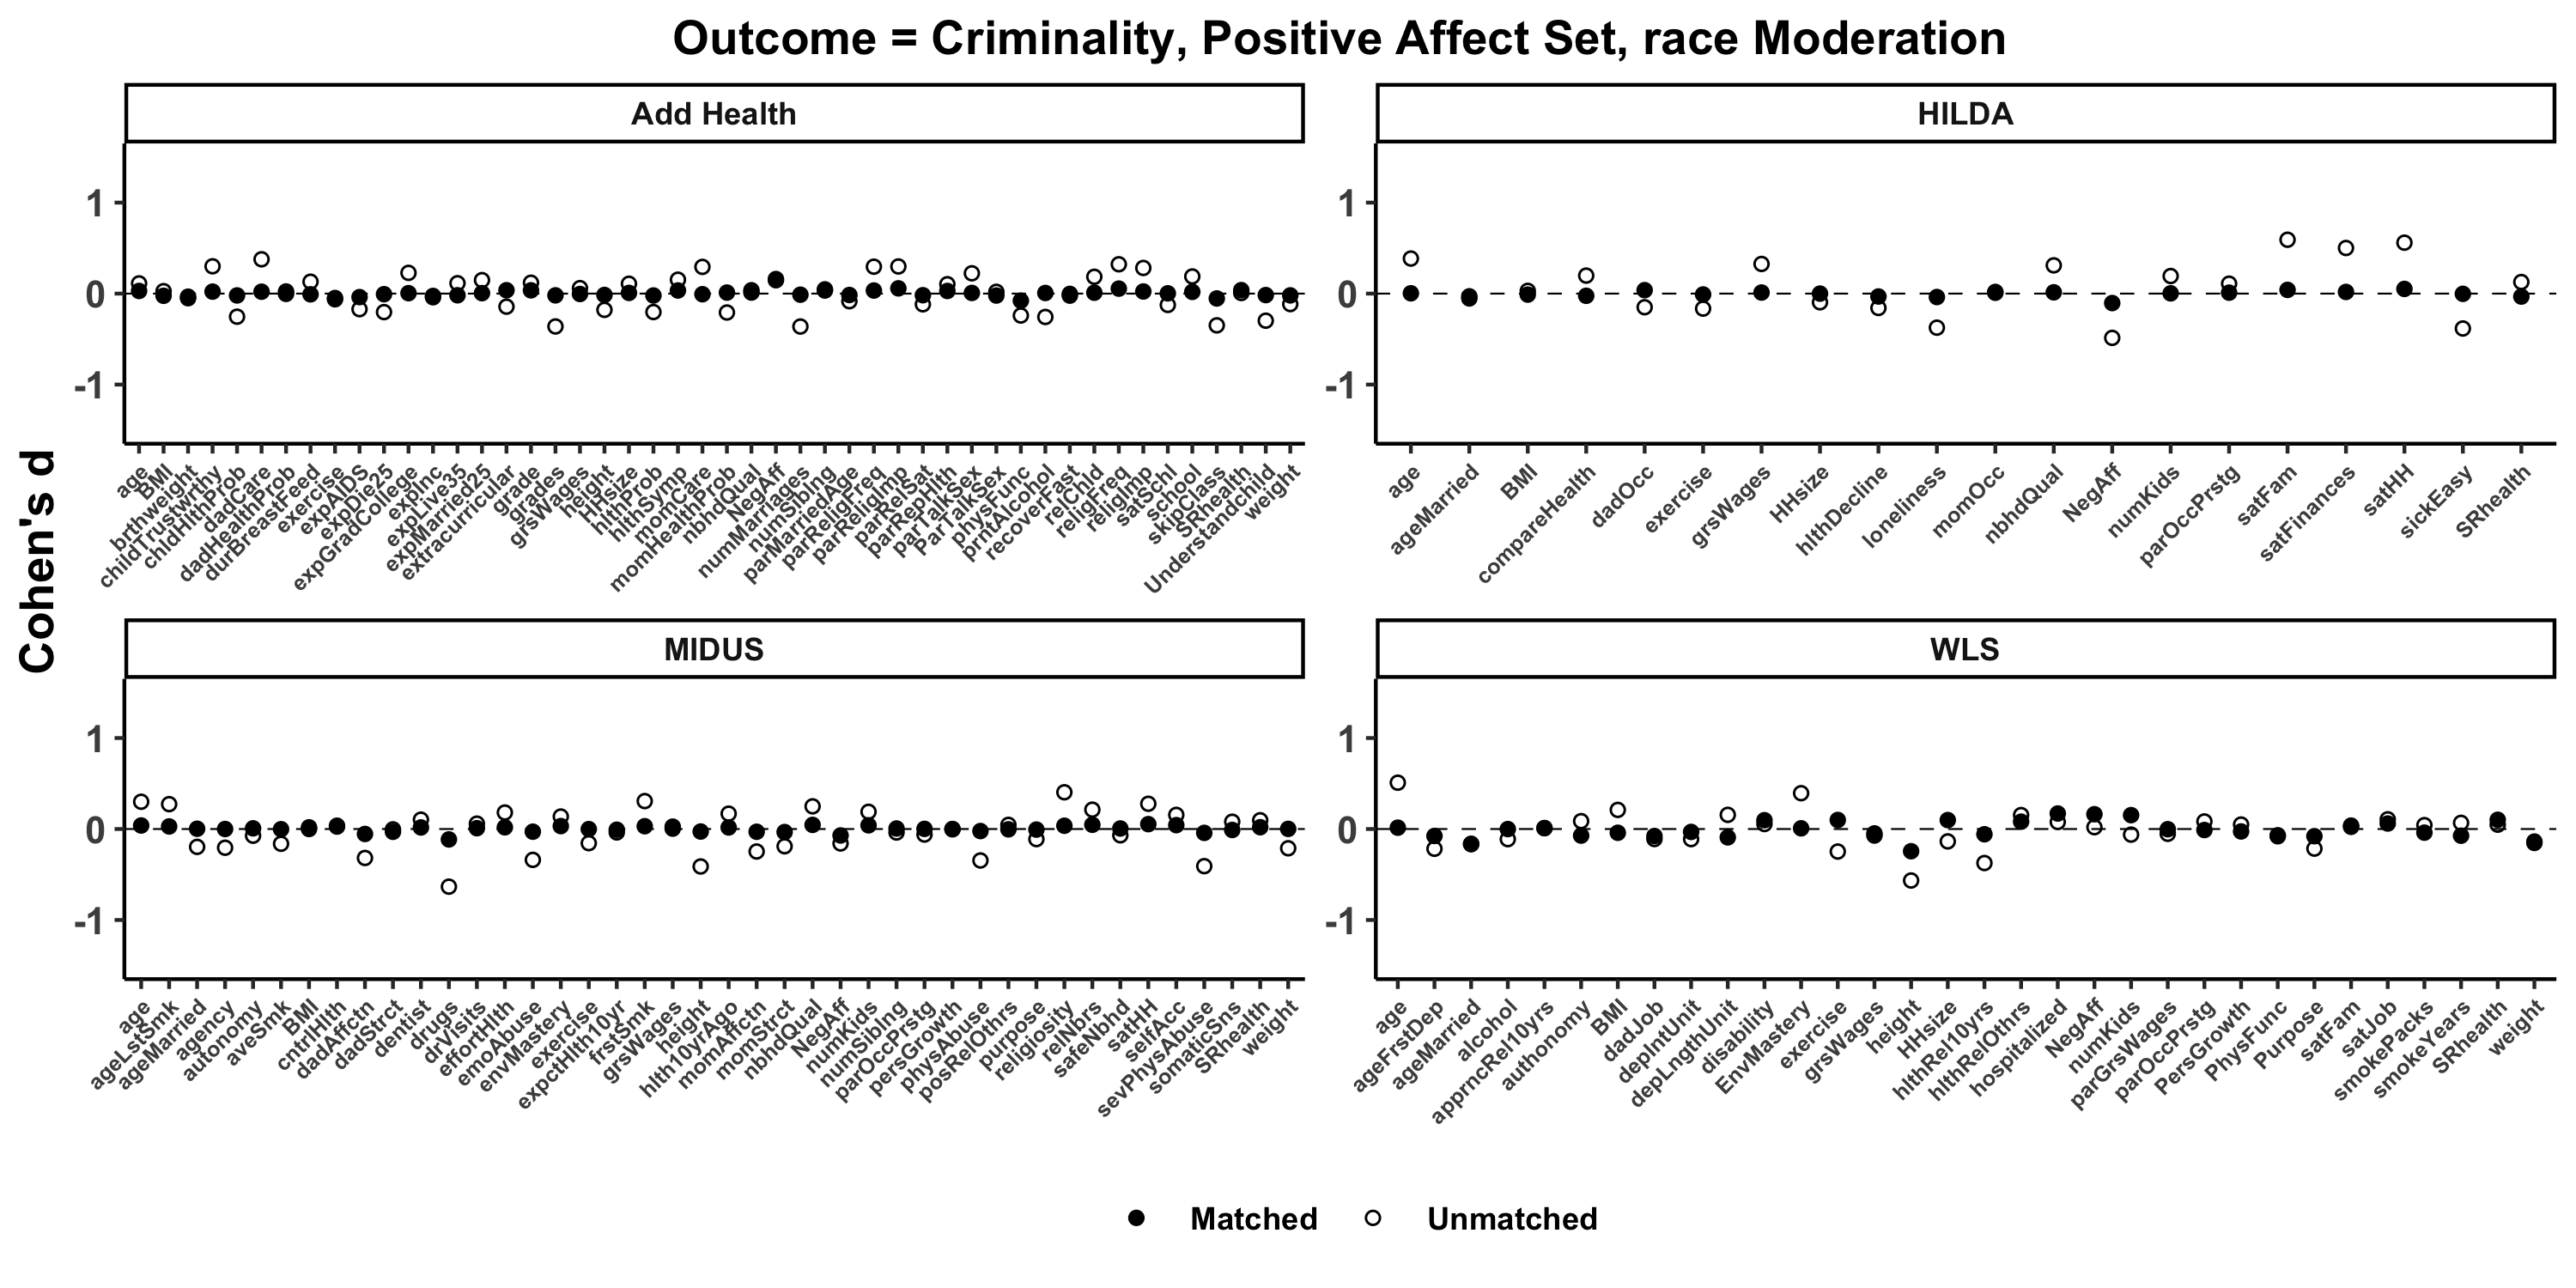 Outcome = Criminality, Positive Affect Set, race Moderation
Cohen's d
Add Health
1
0
-1
age
BMI
brthweight
childTrustwrthy
chldHlthProb
dadCare
dadHealthProb
durBreastFeed
exercise
expAIDS
expDie25
expGradCollege
expInc
expLive35
expMarried25
extracurricular
grade
grades
grsWages
height
HHsize
hlthProb
hlthSymp
momCare
momHealthProb
nbhdQual
NegAff
numMarriages
numSibling
parMarriedAge
parReligFreq
parReligImp
parRelSat
parRepHlth
parTalkSex
ParTalkSex
physFunc
prntAlcohol
recoverFast
relChld
religFreq
religImp
satSchl
school
skipClass
SRhealth
Understandchild
weight
HILDA
1
0
-1
age
ageMarried
BMI
compareHealth
dadOcc
exercise
grsWages
HHsize
hlthDecline
loneliness
momOcc
nbhdQual
NegAff
numKids
parOccPrstg
satFam
satFinances
satHH
sickEasy
SRhealth
MIDUS
1
0
-1
age
ageLstSmk
ageMarried
agency
autonomy
aveSmk
BMI
cntrlHlth
dadAffctn
dadStrct
dentist
drugs
drVisits
effortHlth
emoAbuse
envMastery
exercise
expctHlth10yr
frstSmk
grsWages
height
hlth10yrAgo
momAffctn
momStrct
nbhdQual
NegAff
numKids
numSiblng
parOccPrstg
persGrowth
physAbuse
posRelOthrs
purpose
religiosity
relNbrs
safeNbhd
satHH
selfAcc
sevPhysAbuse
somaticSns
SRhealth
weight
WLS
1
0
-1
age
ageFrstDep
ageMarried
alcohol
apprncRel10yrs
authonomy
BMI
dadJob
depIntUnit
depLngthUnit
disability
EnvMastery
exercise
grsWages
height
HHsize
hlthRel10yrs
hlthRelOthrs
hospitalized
NegAff
numKids
parGrsWages
parOccPrstg
PersGrowth
PhysFunc
Purpose
satFam
satJob
smokePacks
smokeYears
SRhealth
weight
Matched
Unmatched